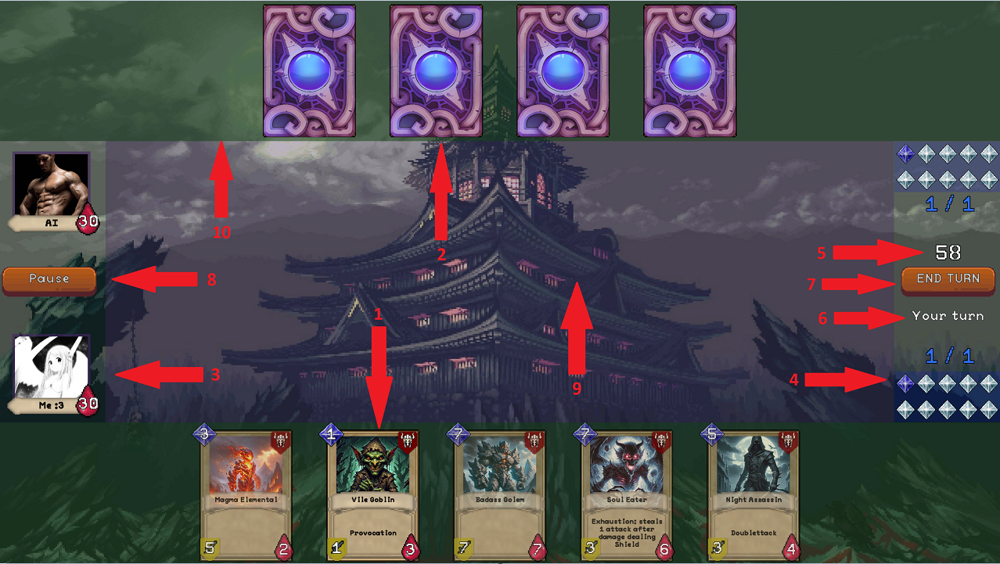 AI
30
1 / 1
10
2
5
58
Pause
8
7
END TURN
1
6
Your turn
9
1 / 1
3
4
Me :3
30
3
Magma Elemental
5
2
1
Vile Goblin
Provocation
1
3
7
Badass Golem
7
7
7
Soul Eater
Exhaustion: steals
1 attack after
damage dealing
Shield
3
6
5
Night Assassin
Doublettack
3
4